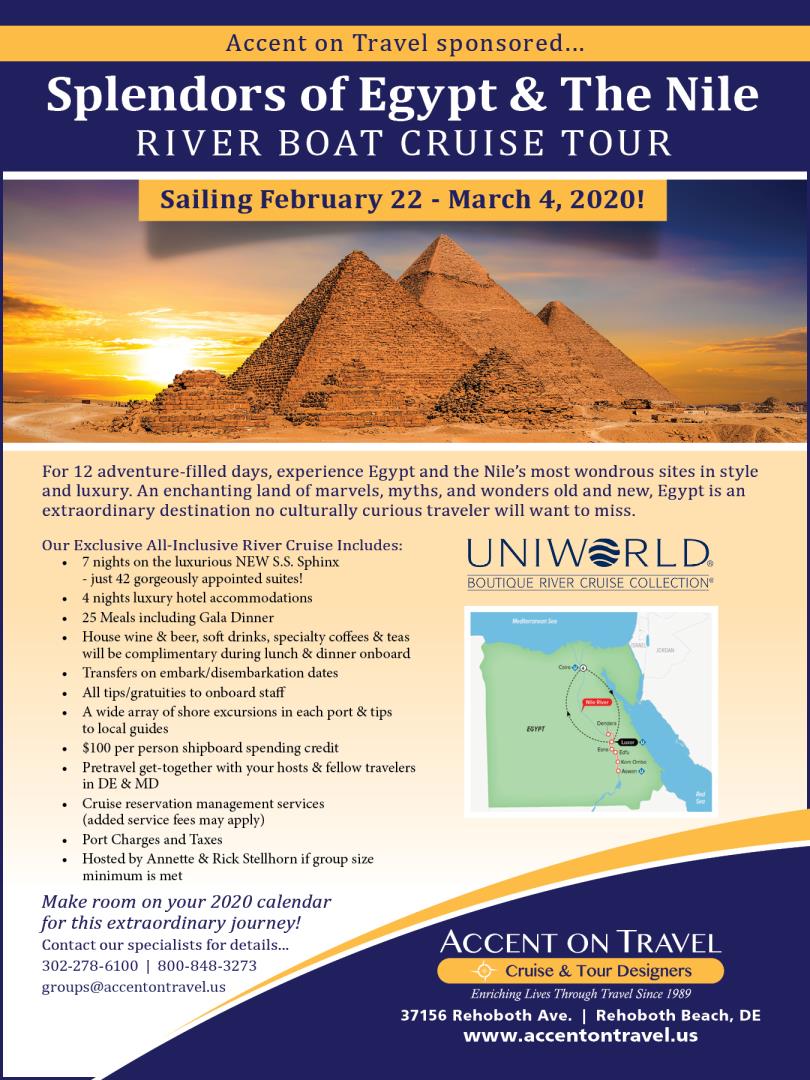 Accent on Travel sponsored...
Splendors of Egypt & The Nile
RIVER BOAT CRUISE TOUR
Sailing February 22 - March 4, 2020!
For 12 adventure-filled days, experience Egypt and the Nile's most wondrous sites in style
and luxury. An enchanting land of marvels, myths, and wonders old and new, Egypt is an
extraordinary destination no culturally curious traveler will want to miss.
Our Exclusive All-Inclusive River Cruise Includes:
• 7 nights on the luxurious NEW S.S. Sphinx
- just 42 gorgeously appointed suites!
• 4 nights luxury hotel accommodations
• 25 Meals including Gala Dinner
• House wine & beer, soft drinks, specialty coffees & teas
will be complimentary during lunch & dinner onboard
• Transfers on embark/disembarkation dates
• All tips/gratuities to onboard staff
• A wide array of shore excursions in each port & tips
to local guides
• $100 per person shipboard spending credit
• Pretravel get-together with your hosts & fellow travelers
in DE & MD
• Cruise reservation management services
(added service fees may apply)
• Port Charges and Taxes
• Hosted by Annette & Rick Stellhorn if group size
minimum is met
UNIWORLD®
BOUTIQUE RIVER CRUISE COLLECTION®
Mediterranean Sea
ISRAEL
JORDAN
Cairo
4
Nile River
EGYPT
Dendera
Luxor
Esna
Edfu
Kom Ombo
Aswan
Red
Sea
Make room on your 2020 calendar
for this extraordinary journey!
Contact our specialists for details...
302-278-6100 | 800-848-3273
groups@accentontravel.us
ACCENT ON TRAVEL
Cruise & Tour Designers
Enriching Lives Through Travel Since 1989
37156 Rehoboth Ave. | Rehoboth Beach, DE
www.accentontravel.us